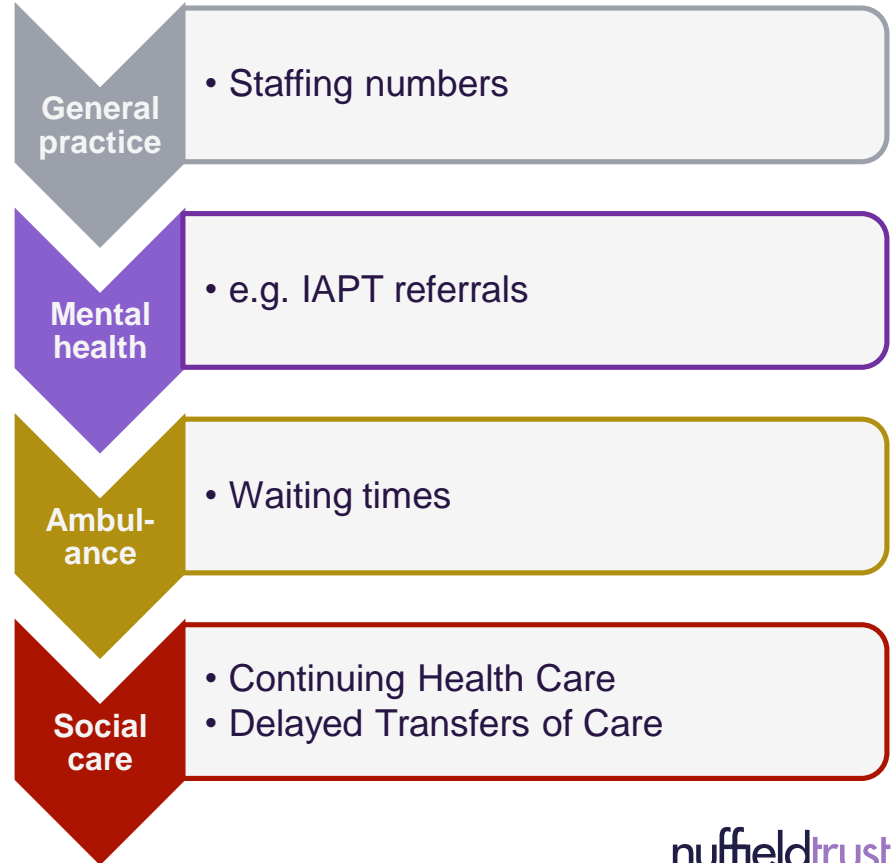 General
practice
• Staffing numbers
Mental
health
• e.g. IAPT referrals
Ambul-
ance
• Waiting times
Social
care
• Continuing Health Care
• Delayed Transfers of Care
nuffieldtrust